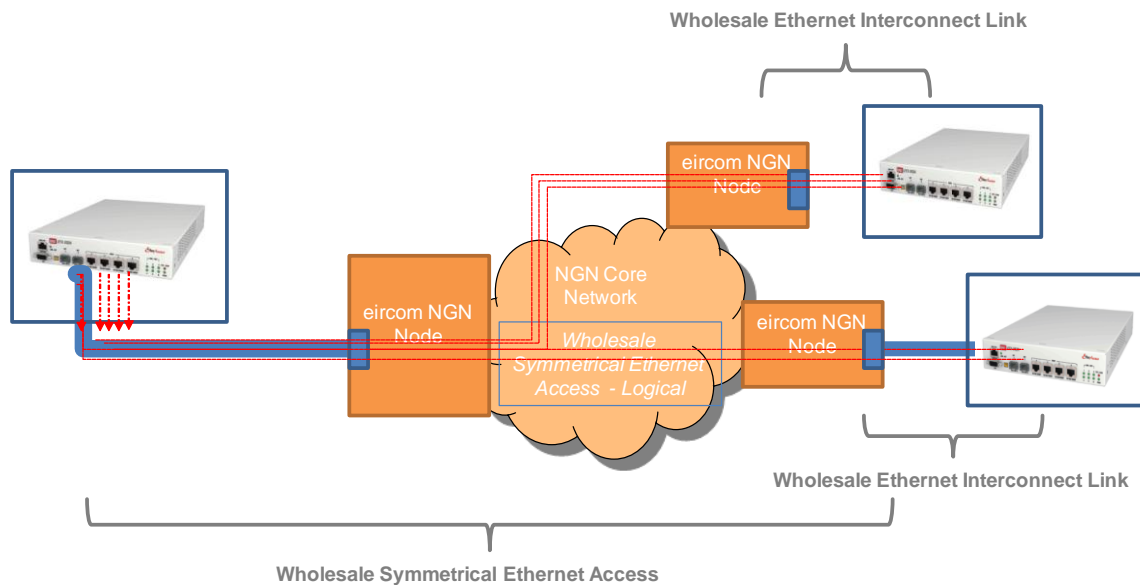 Wholesale Ethernet Interconnect Link
eircom NGN
Node
NGN Core
Network
eircom NGN
Node
eircom NGN
Node
Wholesale
Symmetrical Ethernet
Access - Logical
Wholesale Ethernet Interconnect Link
Wholesale Symmetrical Ethernet Access